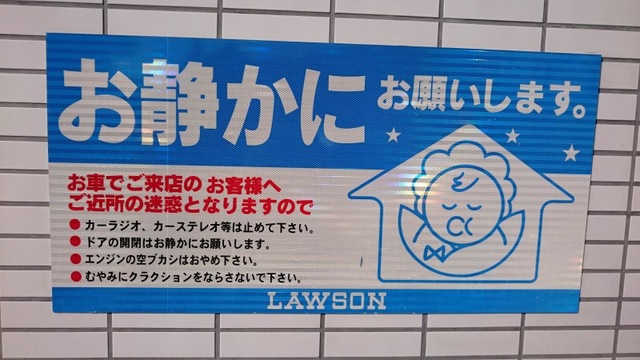 お静かに お願いします。
お車でご来店の お客様へ
ご近所の迷惑となりますので
● カーラジオ、カーステレオ等は止めて下さい。
● ドアの開閉はお静かにお願いします。
● エンジンの空ブカシはおやめ下さい。
● むやみにクラクションをならさないで下さい。
LAWSON